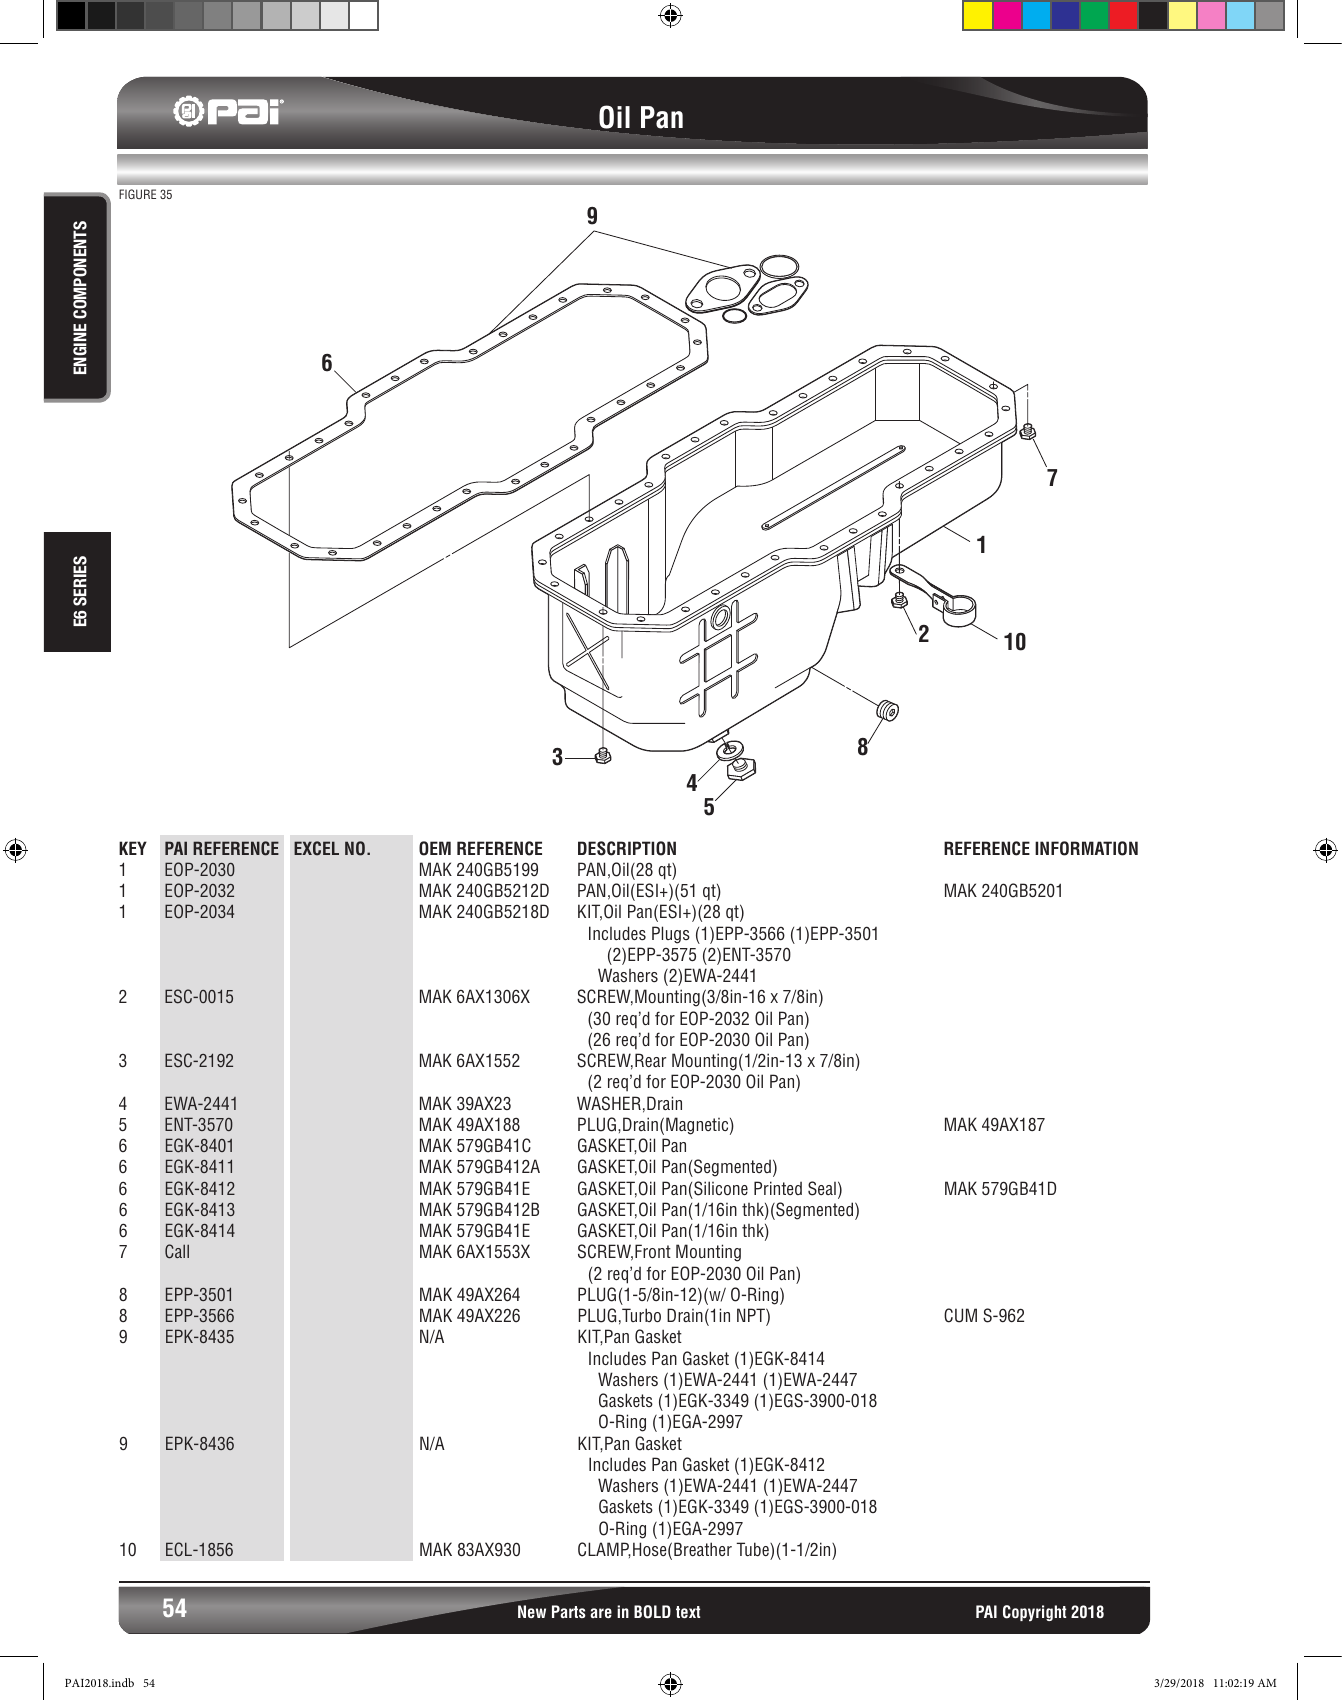 PAI
Oil Pan
FIGURE 35
ENGINE COMPONENTS
E6 SERIES
9
6
7
1
2
10
8
3
4
5
KEY PAI REFERENCE EXCEL NO. OEM REFERENCE DESCRIPTION REFERENCE INFORMATION
1 EOP-2030 MAK 240GB5199 PAN,Oil(28 qt)
1 EOP-2032 MAK 240GB5212D PAN,Oil(ESI+)(51 qt) MAK 240GB5201
1 EOP-2034 MAK 240GB5218D KIT,Oil Pan(ESI+)(28 qt)
Includes Plugs (1)EPP-3566 (1)EPP-3501
(2)EPP-3575 (2)ENT-3570
Washers (2)EWA-2441
2 ESC-0015 MAK 6AX1306X SCREW,Mounting(3/8in-16 x 7/8in)
(30 req'd for EOP-2032 Oil Pan)
(26 req'd for EOP-2030 Oil Pan)
3 ESC-2192 MAK 6AX1552 SCREW,Rear Mounting(1/2in-13 x 7/8in)
(2 req'd for EOP-2030 Oil Pan)
4 EWA-2441 MAK 39AX23 WASHER,Drain
5 ENT-3570 MAK 49AX188 PLUG,Drain(Magnetic) MAK 49AX187
6 EGK-8401 MAK 579GB41C GASKET,Oil Pan
6 EGK-8411 MAK 579GB412A GASKET,Oil Pan(Segmented)
6 EGK-8412 MAK 579GB41E GASKET,Oil Pan(Silicone Printed Seal) MAK 579GB41D
6 EGK-8413 MAK 579GB412B GASKET,Oil Pan(1/16in thk)(Segmented)
6 EGK-8414 MAK 579GB41E GASKET,Oil Pan(1/16in thk)
7 Call MAK 6AX1553X SCREW,Front Mounting
(2 req'd for EOP-2030 Oil Pan)
8 EPP-3501 MAK 49AX264 PLUG(1-5/8in-12)(w/ O-Ring)
8 EPP-3566 MAK 49AX226 PLUG,Turbo Drain(1in NPT) CUM S-962
9 EPK-8435 N/A KIT,Pan Gasket
Includes Pan Gasket (1)EGK-8414
Washers (1)EWA-2441 (1)EWA-2447
Gaskets (1)EGK-3349 (1)EGS-3900-018
O-Ring (1)EGA-2997
9 EPK-8436 N/A KIT,Pan Gasket
Includes Pan Gasket (1)EGK-8412
Washers (1)EWA-2441 (1)EWA-2447
Gaskets (1)EGK-3349 (1)EGS-3900-018
O-Ring (1)EGA-2997
10 ECL-1856 MAK 83AX930 CLAMP,Hose(Breather Tube)(1-1/2in)
54 New Parts are in BOLD text PAI Copyright 2018
PAI2018.indb 54 3/29/2018 11:02:19 AM